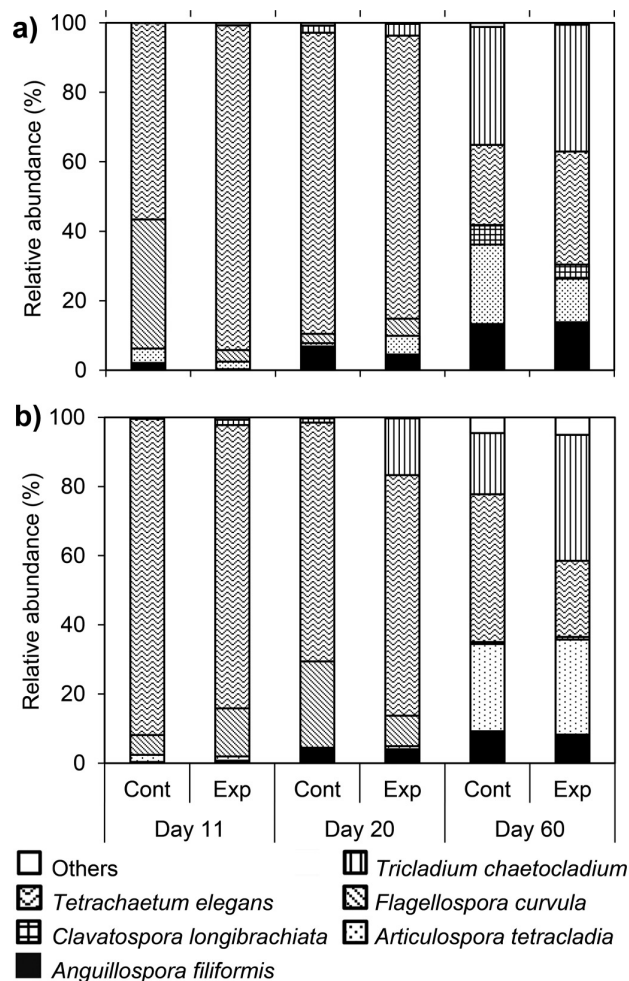 a)
Relative abundance (%)
100
80
60
40
20
0
b)
Relative abundance (%)
100
80
60
40
20
0
Cont Exp Cont Exp Cont Exp
Day 11 Day 20 Day 60
Others Tricladium chaetocladium
Tetrachaetum elegans Flagellospora curvula
Clavatospora longibrachiata Articulospora tetracladia
Anguillospora filiformis